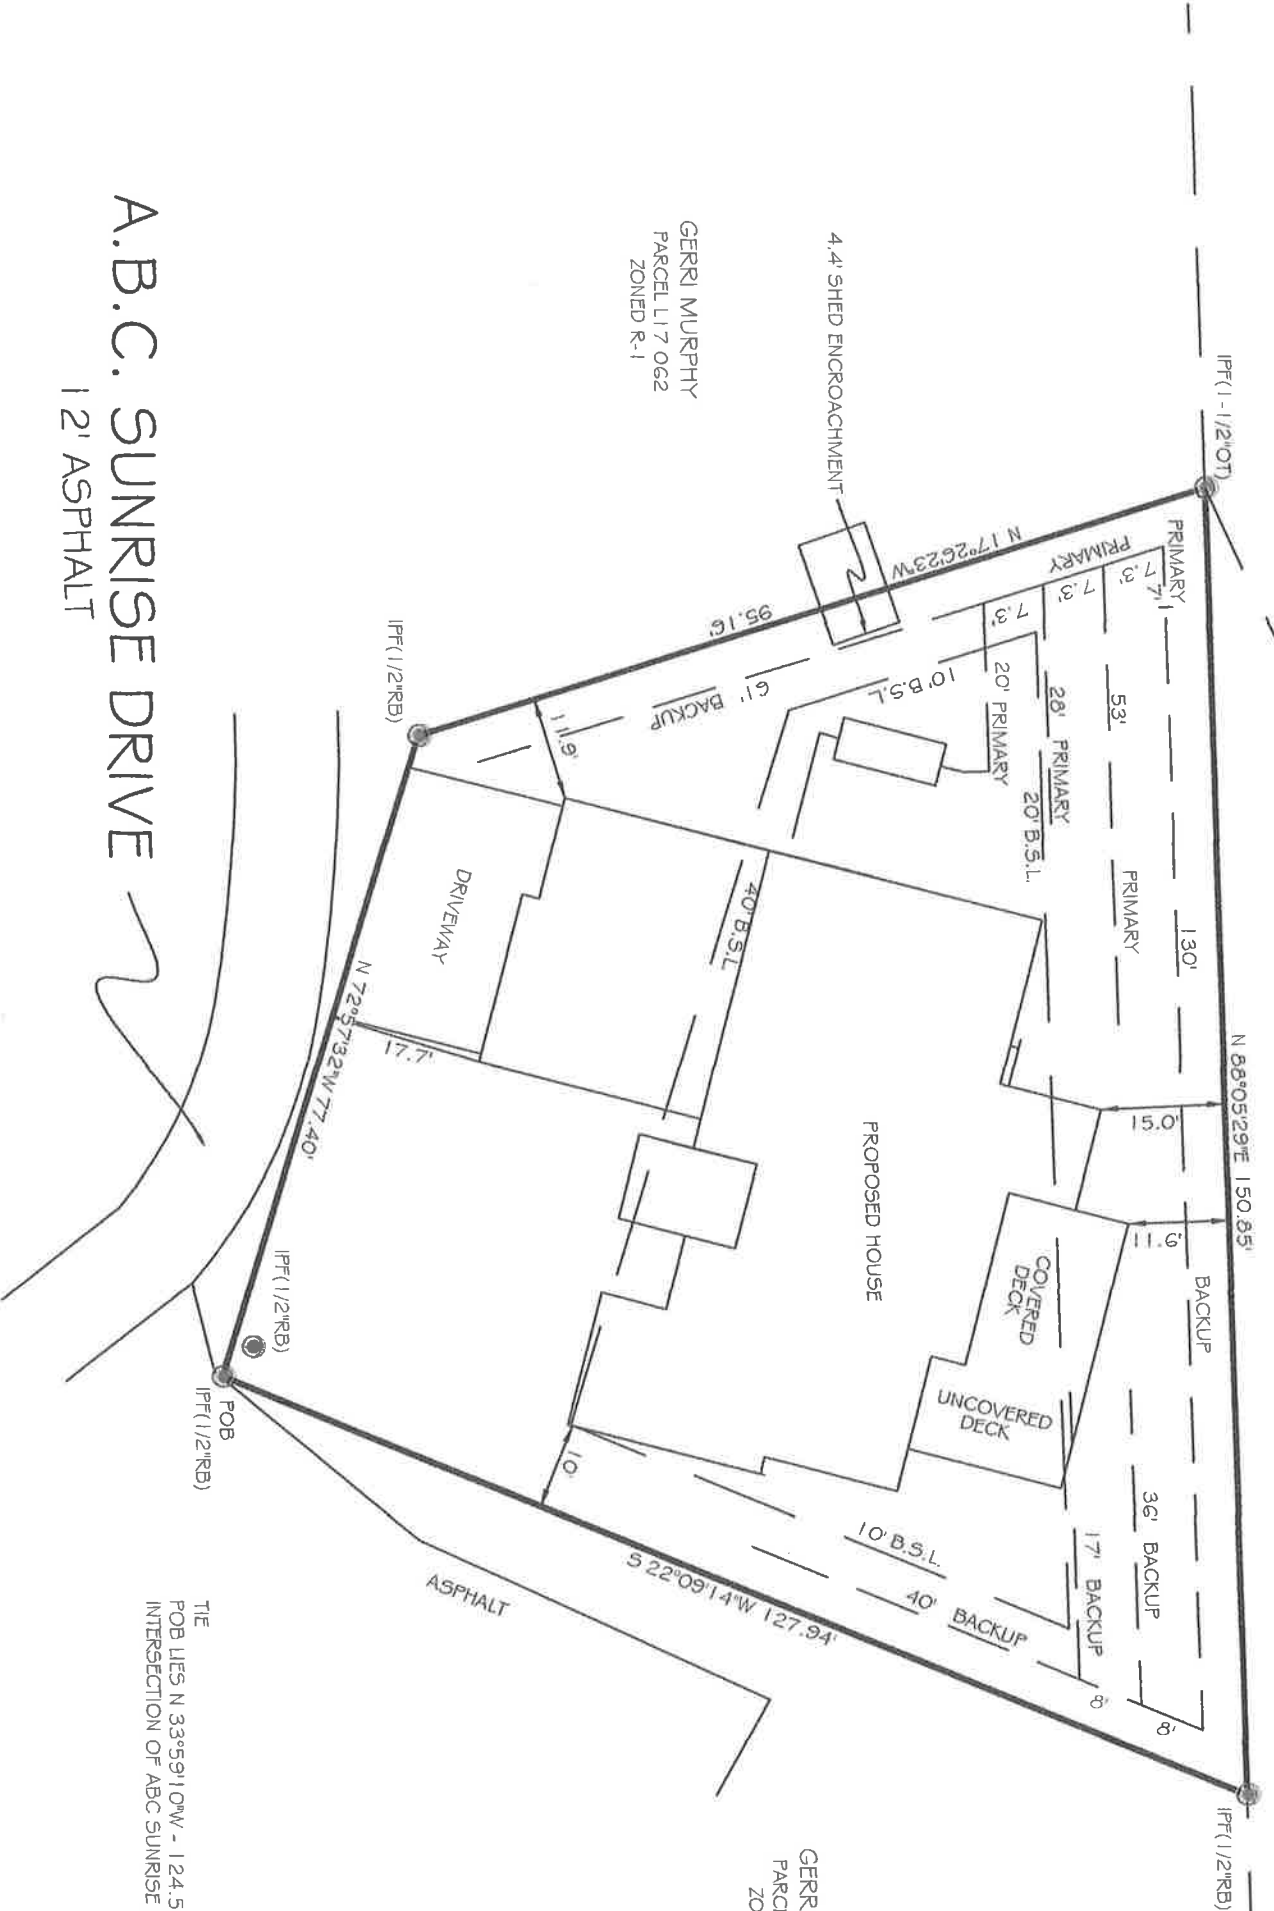 IPF(1-1/2"OT)
PRIMARY
7'
7.3'
PRIMARY
7.3'
7.3'
N 17°26'23"W
95.16'
4.4' SHED ENCROACHMENT
GERRI MURPHY
PARCEL L17 062
ZONED R-1
53'
PRIMARY
130'
28' PRIMARY
20' B.S.L.
20' PRIMARY
10' B.S.L
61' BACKUP
N 88°05'29"E 150.85'
15.0'
11.6'
BACKUP
36' BACKUP
17' BACKUP
8'
8'
IPF(1/2"RB)
COVERED
DECK
UNCOVERED
DECK
PROPOSED HOUSE
40' B.S.L
10' B.S.L.
40' BACKUP
S 22°09'14"W 127.94'
10'
11.9'
IPF(1/2"RB)
DRIVEWAY
17.7'
N 72°57'32"W 77.40'
IPF(1/2"RB)
POB
IPF(1/2"RB)
ASPHALT
GERR
PARC
ZO
A.B.C. SUNRISE DRIVE
12' ASPHALT
TIE
POB LIES N 33°59'10"W - 124.5
INTERSECTION OF ABC SUNRISE